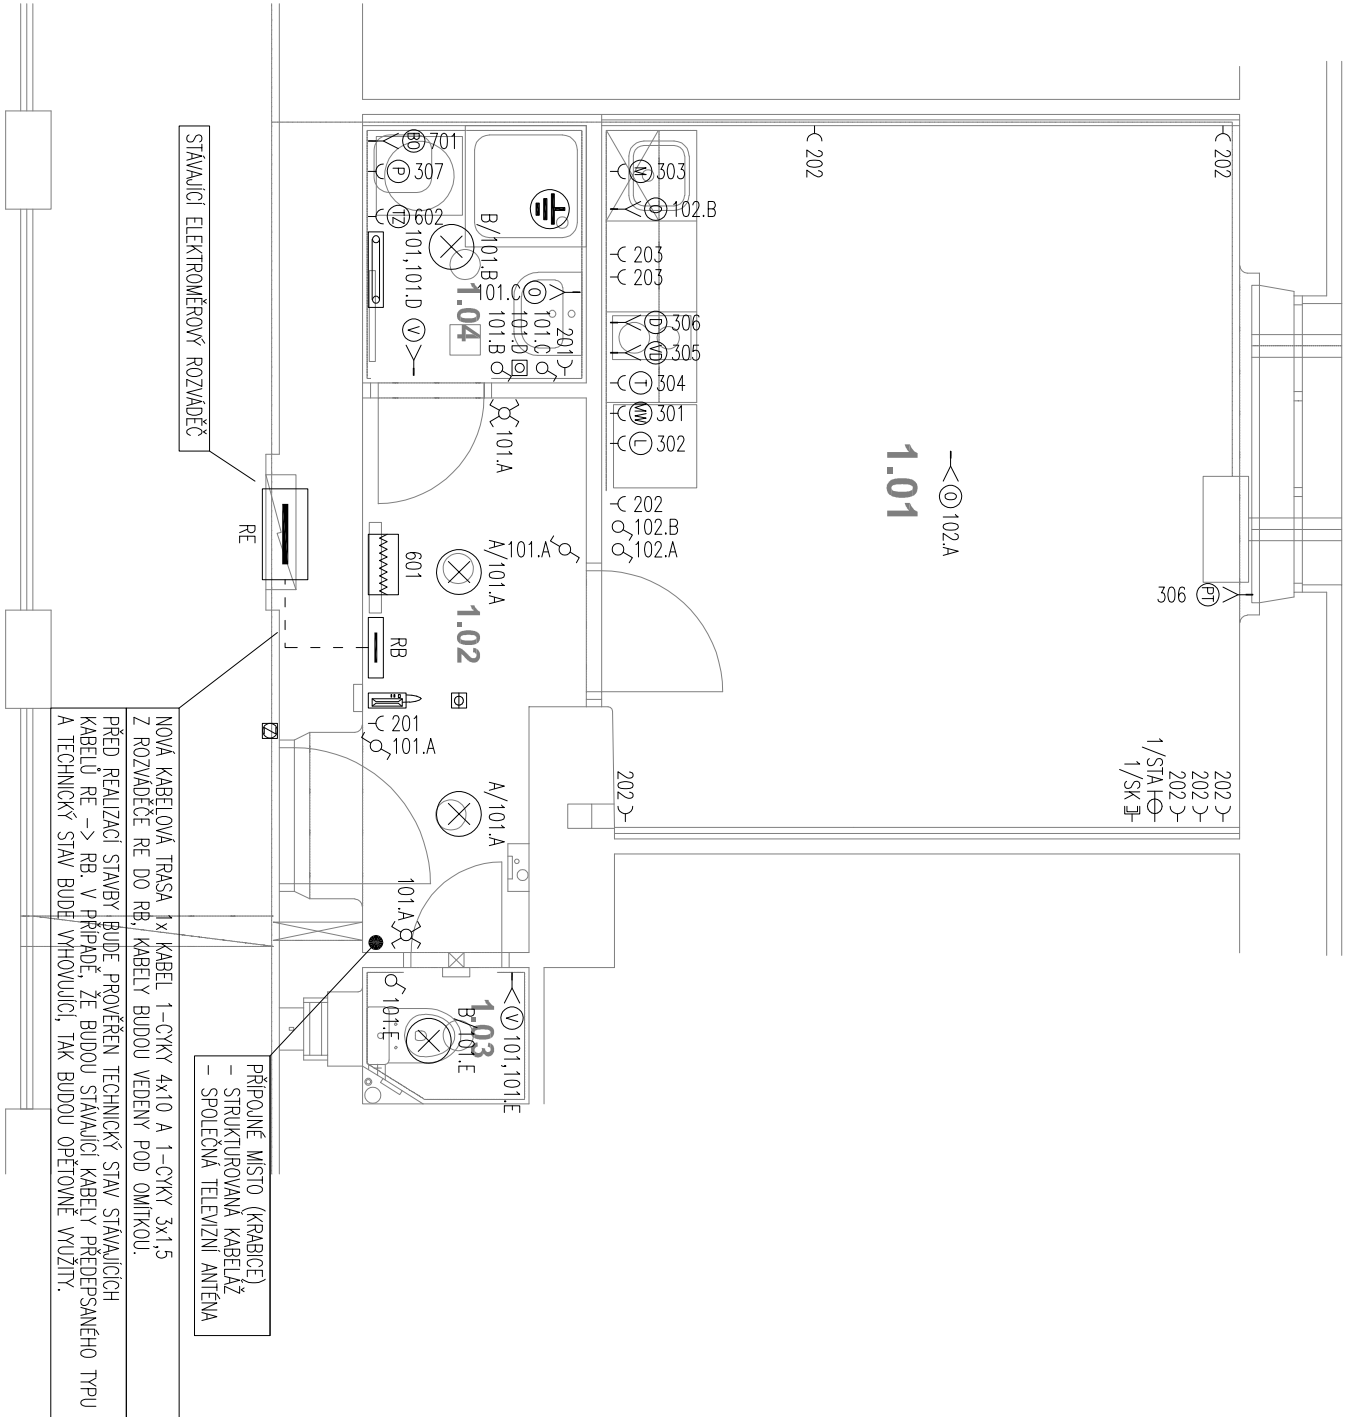 202
202
BO 701
P 307
TZ 602
B/101.B
101,101.D
V
1.04
101.C
O
101.B
101.D
101.C
201
M 303
O 102.B
203
203
D 306
VD 305
T 304
MW 301
L 302
202
102.B
102.A
1.01
O 102.A
306 PT
STÁVAJÍCÍ ELEKTROMĚROVÝ ROZVÁDĚČ
RE
101.A
601
A/101.A
101.A
1.02
RB
201
101.A
A/101.A
Z
101.A
202
1/STA
1/SK
202
202
202
1.03
101.E
B/101.E
V 101,101.E
PŘÍPOJNÉ MÍSTO (KRABICE)
– STRUKTUROVANÁ KABELÁŽ
– SPOLEČNÁ TELEVIZNÍ ANTÉNA
NOVÁ KABELOVÁ TRASA 1x KABEL 1–CYKY 4x10 A 1–CYKY 3x1,5
Z ROZVÁDĚČE RE DO RB, KABELY BUDOU VEDENY POD OMÍTKOU.
PŘED REALIZACÍ STAVBY BUDE PROVĚŘEN TECHNICKÝ STAV STÁVAJÍCÍCH
KABELŮ RE –> RB. V PŘÍPADĚ, ŽE BUDOU STÁVAJÍCÍ KABELY PŘEDEPSANÉHO TYPU
A TECHNICKÝ STAV BUDE VYHOVUJÍCÍ, TAK BUDOU OPĚTOVNĚ VYUŽITY.